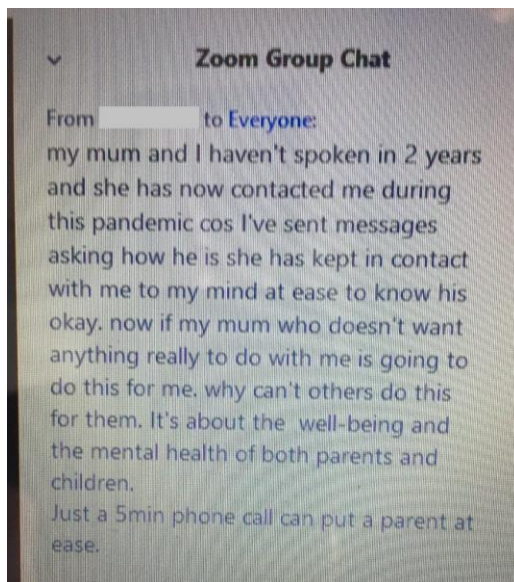 Zoom Group Chat
From to Everyone:
my mum and I haven't spoken in 2 years
and she has now contacted me during
this pandemic cos I've sent messages
asking how he is she has kept in contact
with me to my mind at ease to know his
okay. now if my mum who doesn't want
anything really to do with me is going to
do this for me. why can't others do this
for them. It's about the well-being and
the mental health of both parents and
children.
Just a 5min phone call can put a parent at
ease.